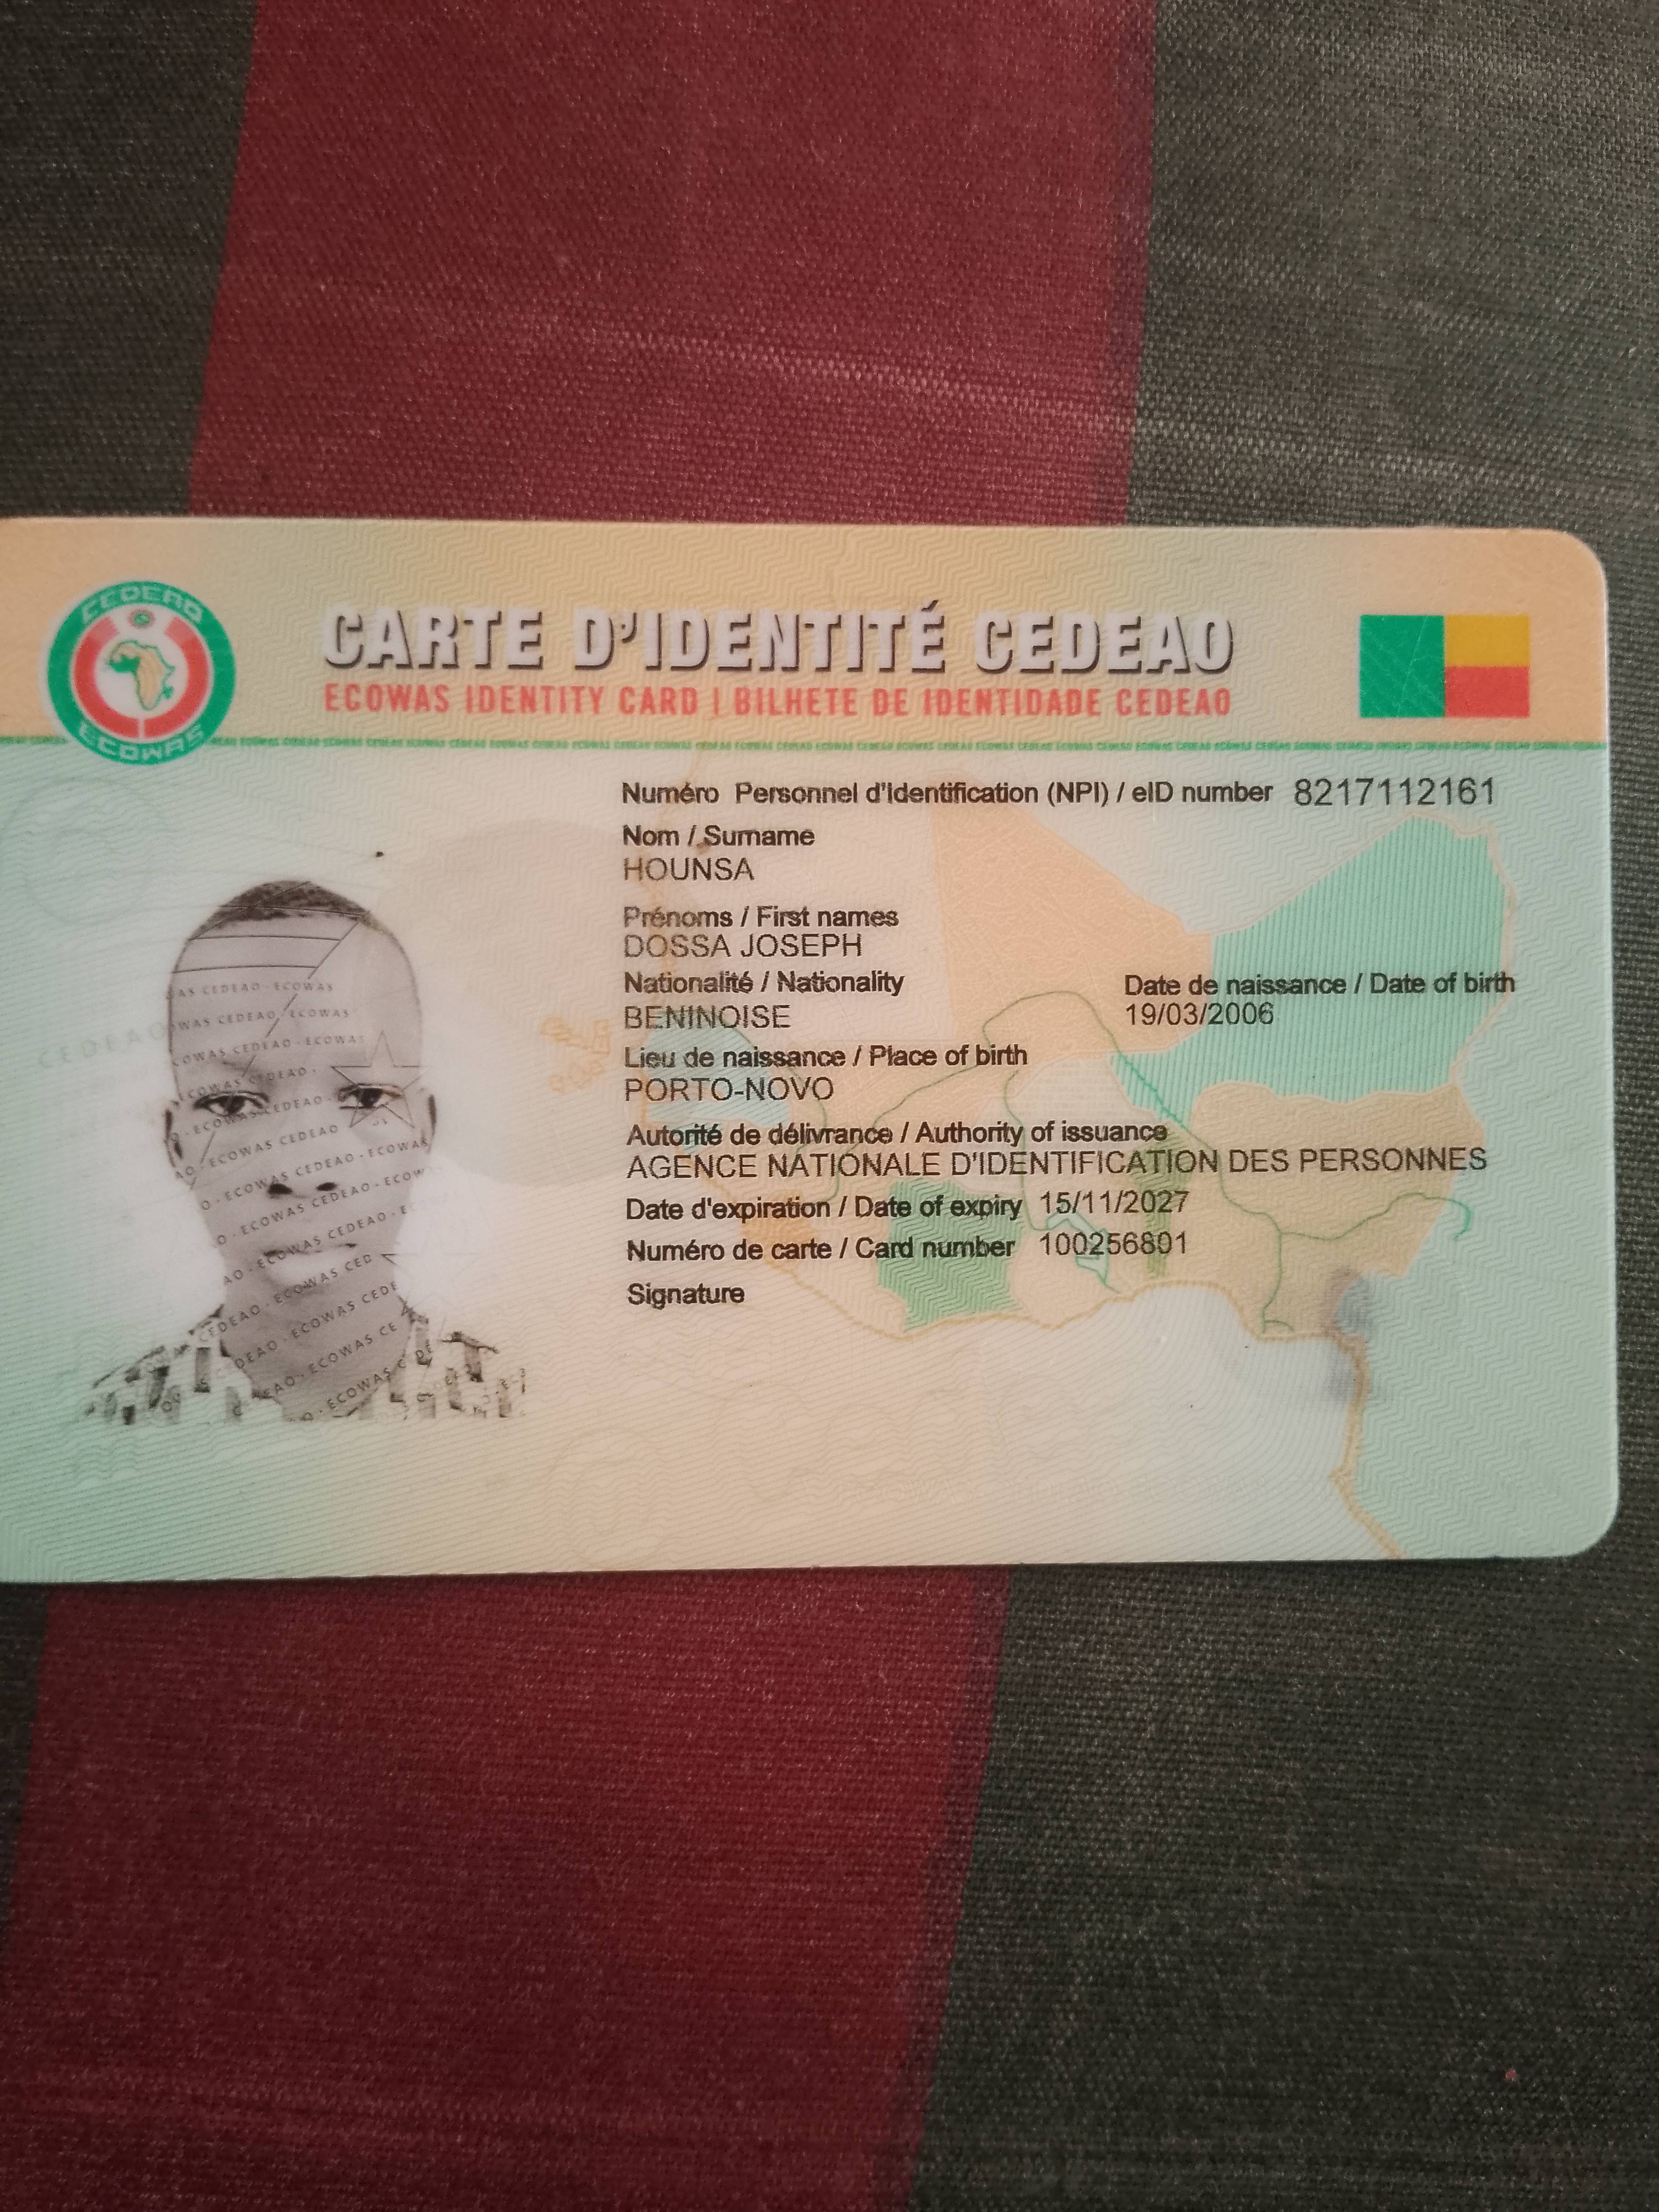 CEDEAO
ECOWAS
CARTE D'IDENTITÉ CEDEAO
ECOWAS IDENTITY CARD | BILHETE DE IDENTIDADE CEDEAO
Numéro Personnel d'Identification (NPI) / eID number 8217112161
Nom / Surname
HOUNSA
Prénoms / First names
DOSSA JOSEPH
Nationalité / Nationality Date de naissance / Date of birth
BENINOISE 19/03/2006
Lieu de naissance / Place of birth
PORTO-NOVO
Autorité de délivrance / Authority of issuance
AGENCE NATIONALE D'IDENTIFICATION DES PERSONNES
Date d'expiration / Date of expiry 15/11/2027
Numéro de carte / Card number 100256801
Signature